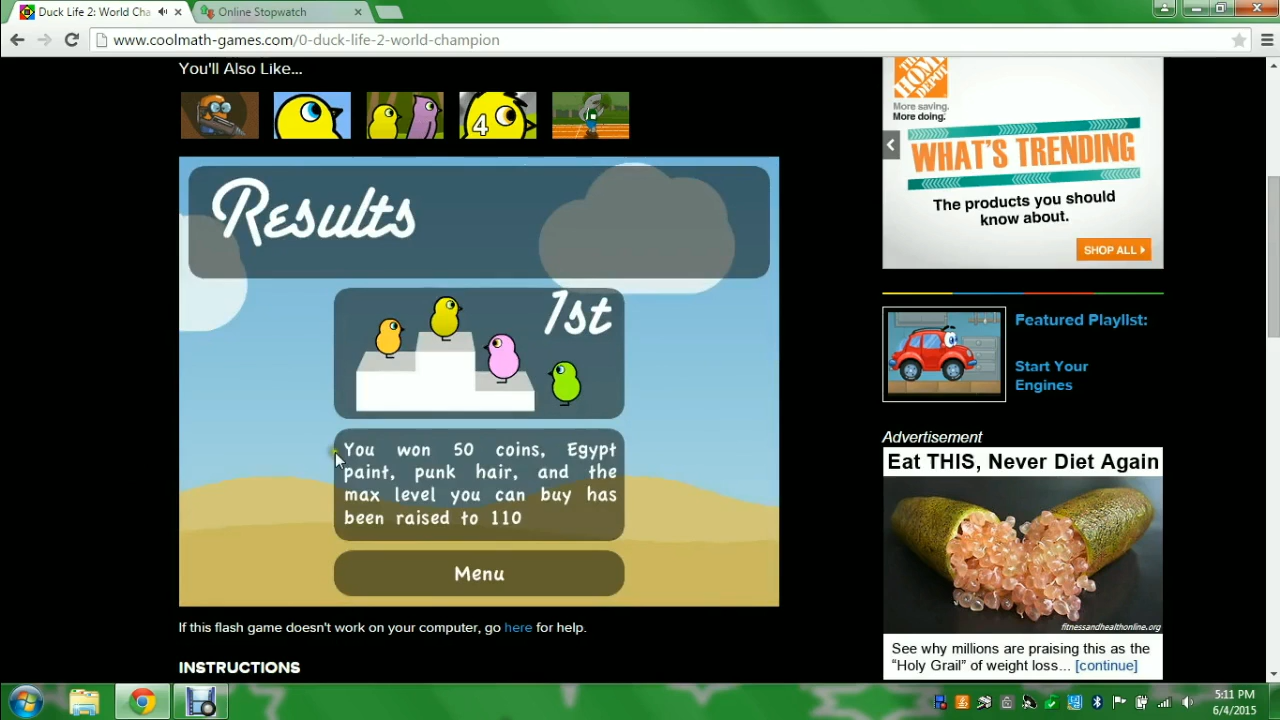 Duck Life 2: World Cha
Online Stopwatch
www.coolmath-games.com/0-duck-life-2-world-champion
You'll Also Like...
4
Results
1st
You won 50 coins, Egypt
paint, punk hair, and the
max level you can buy has
been raised to 110
Menu
If this flash game doesn't work on your computer, go here for help.
INSTRUCTIONS
THE HOME DEPOT
More saving.
More doing.
WHAT'S TRENDING
The products you should
know about.
SHOP ALL
Featured Playlist:
Start Your
Engines
Advertisement
Eat THIS, Never Diet Again
fitnessandhealthonline.org
See why millions are praising this as the
“Holy Grail” of weight loss... [continue]
5:11 PM
6/4/2015